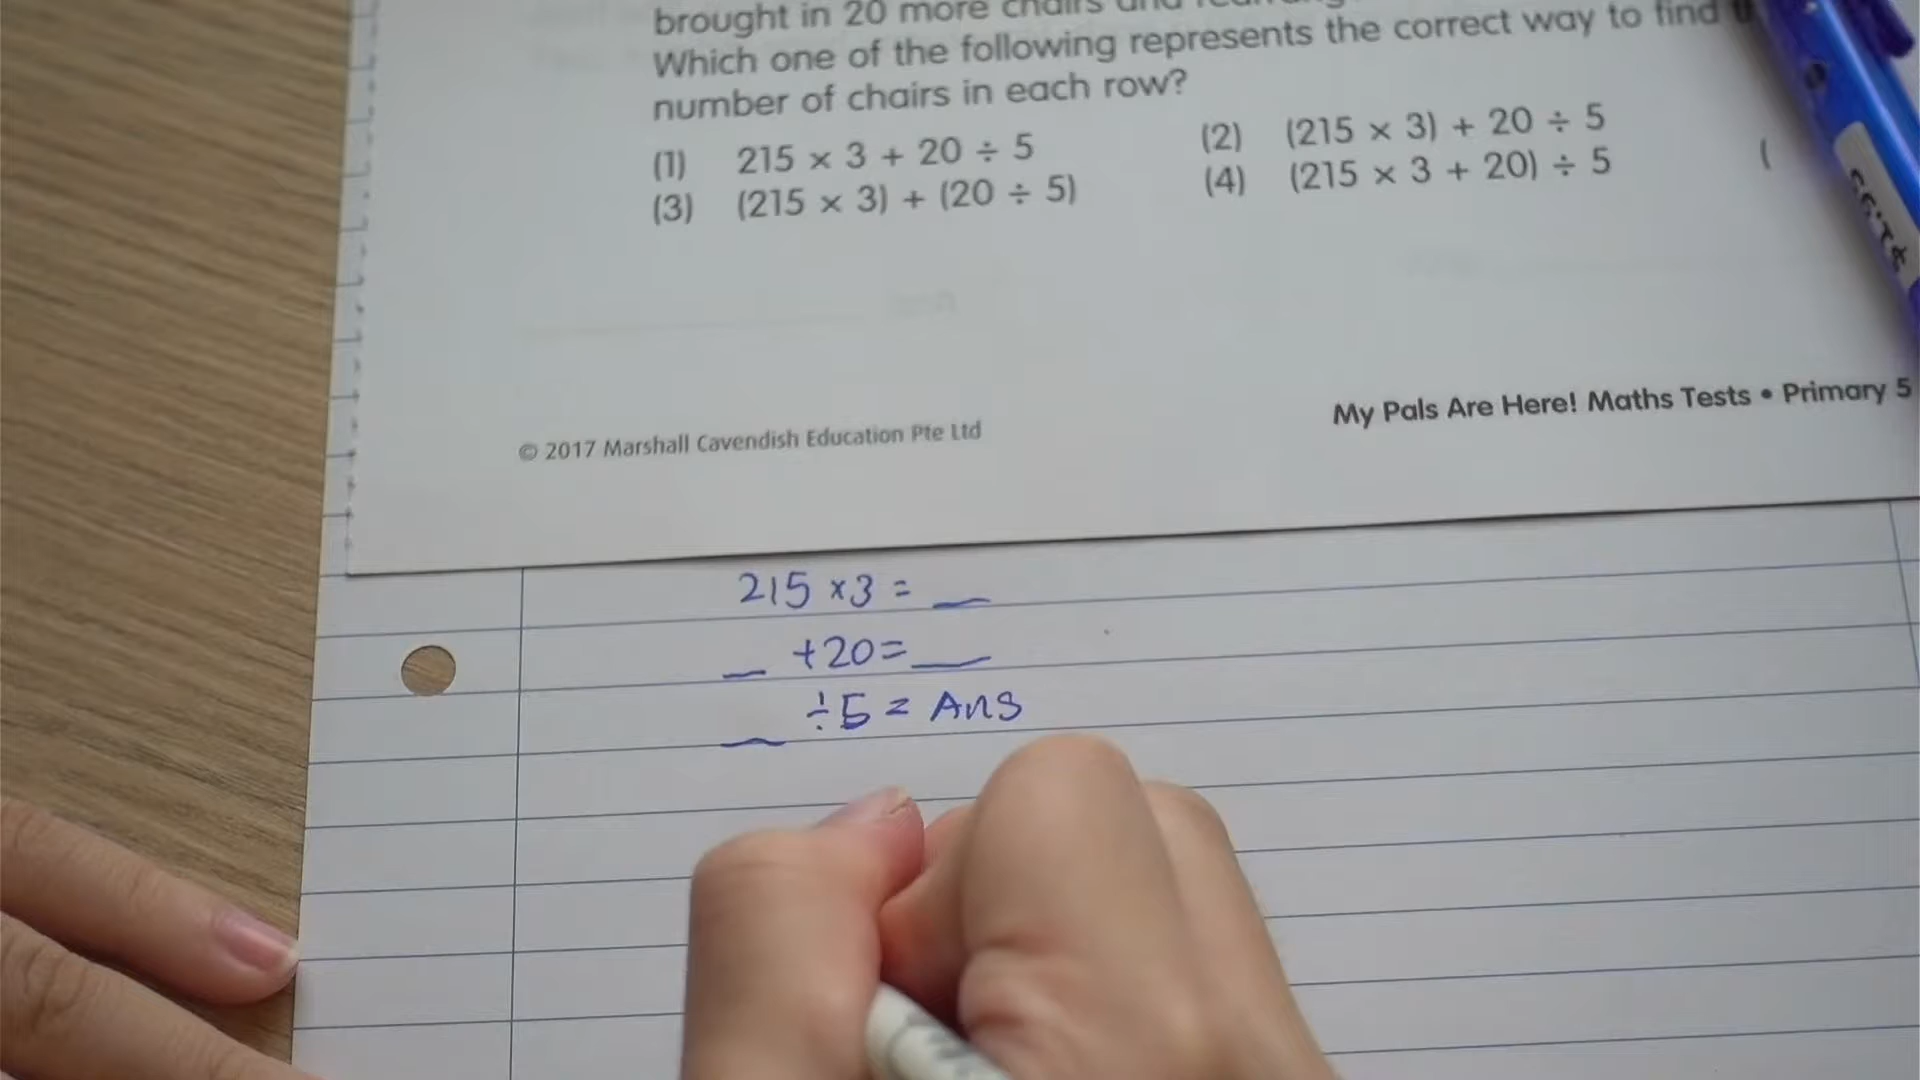 brought in 20 more chairs and
Which one of the following represents the correct way to find
number of chairs in each row?
(1) 215 × 3 + 20 ÷ 5 (2) (215 × 3) + 20 ÷ 5
(3) (215 × 3) + (20 ÷ 5) (4) (215 × 3 + 20) ÷ 5 (
© 2017 Marshall Cavendish Education Pte Ltd
My Pals Are Here! Maths Tests • Primary 5
215 × 3 = __
__ + 20 = __
__ ÷ 5 = Ans